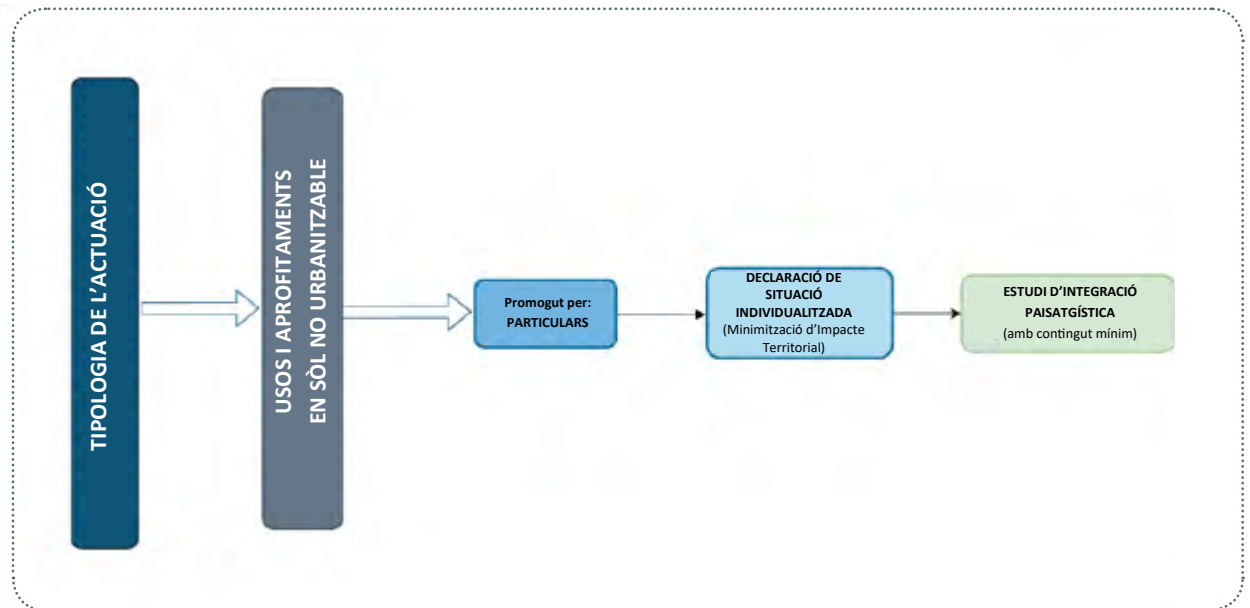 TIPOLOGIA DE L'ACTUACIÓ
USOS I APROFITAMENTS
EN SÒL NO URBANITZABLE
Promogut per:
PARTICULARS
DECLARACIÓ DE
SITUACIÓ
INDIVIDUALITZADA
(Minimització d'Impacte
Territorial)
ESTUDI D'INTEGRACIÓ
PAISATGÍSTICA
(amb contingut mínim)